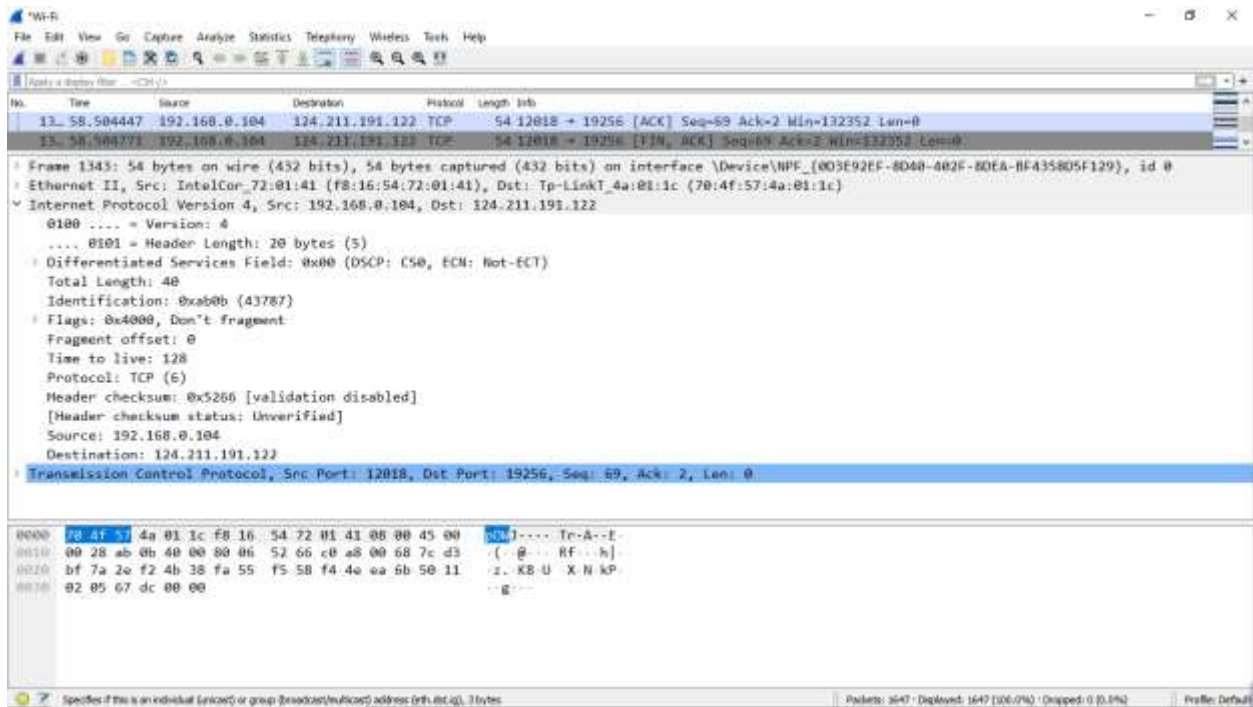 *Wi-Fi
File Edit View Go Capture Analyze Statistics Telephony Wireless Tools Help
Apply a display filter ... <Ctrl-/>
No. Time Source Destination Protocol Length Info
13… 58.504447 192.168.0.104 124.211.191.122 TCP 54 12018 → 19256 [ACK] Seq=69 Ack=2 Win=132352 Len=0
13… 58.504771 192.168.0.104 124.211.191.122 TCP 54 12018 → 19256 [FIN, ACK] Seq=69 Ack=2 Win=132352 Len=0
Frame 1343: 54 bytes on wire (432 bits), 54 bytes captured (432 bits) on interface \Device\NPF_{0D3E92EF-8D40-402F-8DEA-BF4358D5F129}, id 0
Ethernet II, Src: IntelCor_72:01:41 (f8:16:54:72:01:41), Dst: Tp-LinkT_4a:01:1c (70:4f:57:4a:01:1c)
Internet Protocol Version 4, Src: 192.168.0.104, Dst: 124.211.191.122
0100 .... = Version: 4
.... 0101 = Header Length: 20 bytes (5)
Differentiated Services Field: 0x00 (DSCP: CS0, ECN: Not-ECT)
Total Length: 40
Identification: 0xab0b (43787)
Flags: 0x4000, Don't fragment
Fragment offset: 0
Time to live: 128
Protocol: TCP (6)
Header checksum: 0x5266 [validation disabled]
[Header checksum status: Unverified]
Source: 192.168.0.104
Destination: 124.211.191.122
Transmission Control Protocol, Src Port: 12018, Dst Port: 19256, Seq: 69, Ack: 2, Len: 0
0000 70 4f 57 4a 01 1c f8 16 54 72 01 41 08 00 45 00 pOWJ···· Tr·A··E·
0010 00 28 ab 0b 40 00 80 06 52 66 c0 a8 00 68 7c d3 ·(··@··· Rf···h|·
0020 bf 7a 2e f2 4b 38 fa 55 f5 58 f4 4e ea 6b 50 11 ·z.·K8·U ·X·N·kP·
0030 02 05 67 dc 00 00 ··g···
Specifies if this is an individual (unicast) or group (broadcast/multicast) address (eth.dst.ig), 3 bytes
Packets: 1647 · Displayed: 1647 (100.0%) · Dropped: 0 (0.0%)
Profile: Default